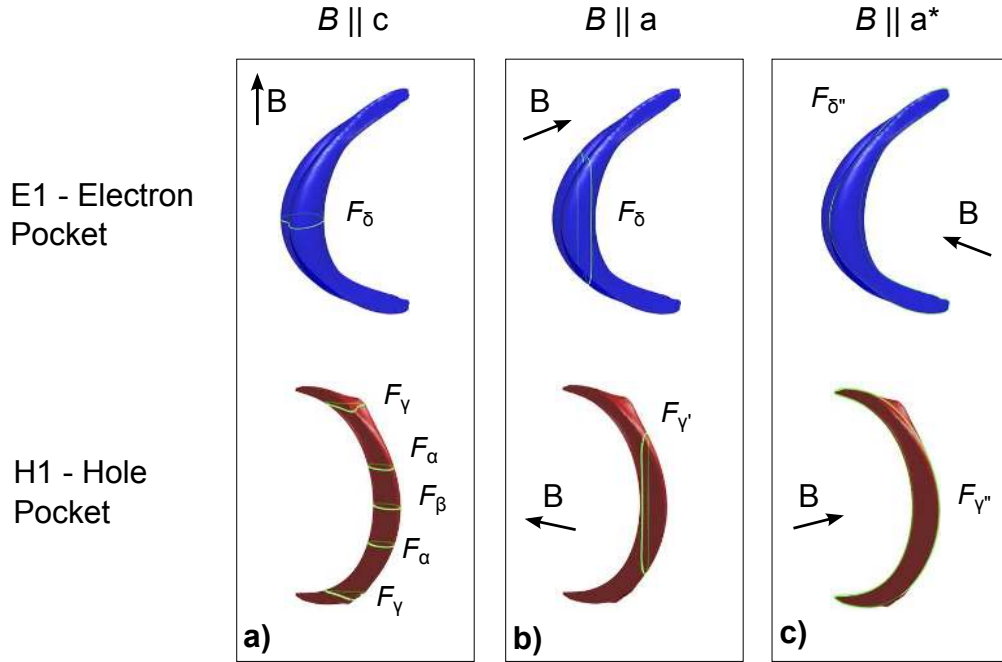 B || c
B || a
B || a*
E1 - Electron
Pocket
B
F_δ
B
F_δ
F_δ"
B
H1 - Hole
Pocket
F_γ
F_α
F_β
F_α
F_γ
a)
F_γ'
B
b)
B
F_γ"
c)